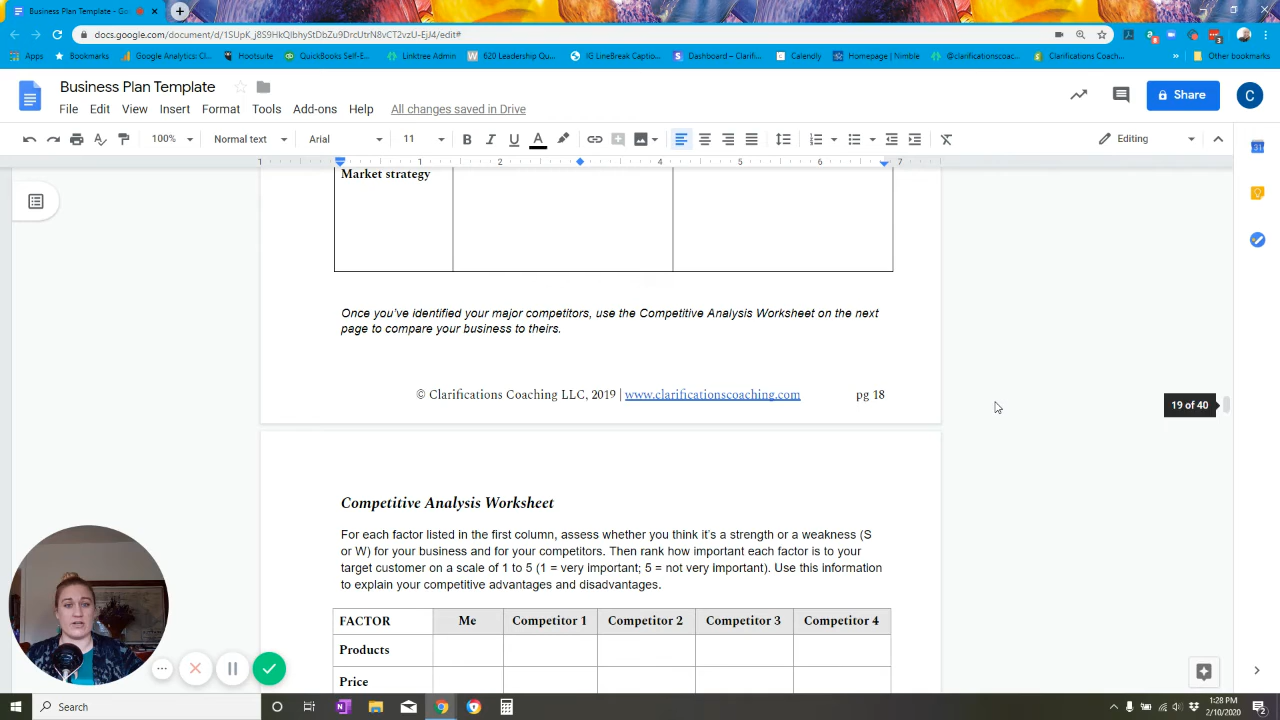 Business Plan Template - Go
docs.google.com/document/d/1SUpK_j8S9HkQlbhyStDbZu9DrcUtrN8vCT2vzU-EjJ4/edit#
Apps Bookmarks Google Analytics: Cl... Hootsuite QuickBooks Self-E... Linktree Admin 620 Leadership Qu... IG LineBreak Captio... Dashboard – Clarifi... Calendly Homepage | Nimble @clarificationscoac... Clarifications Coach... » Other bookmarks
Business Plan Template
Share
C
File Edit View Insert Format Tools Add-ons Help All changes saved in Drive
100% Normal text Arial 11 B I U A Editing
1 1 2 4 5 6 7
Market strategy
Once you've identified your major competitors, use the Competitive Analysis Worksheet on the next
page to compare your business to theirs.
© Clarifications Coaching LLC, 2019 | www.clarificationscoaching.com pg 18
19 of 40
Competitive Analysis Worksheet
For each factor listed in the first column, assess whether you think it's a strength or a weakness (S
or W) for your business and for your competitors. Then rank how important each factor is to your
target customer on a scale of 1 to 5 (1 = very important; 5 = not very important). Use this information
to explain your competitive advantages and disadvantages.
FACTOR Me Competitor 1 Competitor 2 Competitor 3 Competitor 4
Products
Price
Search
1:28 PM
2/10/2020